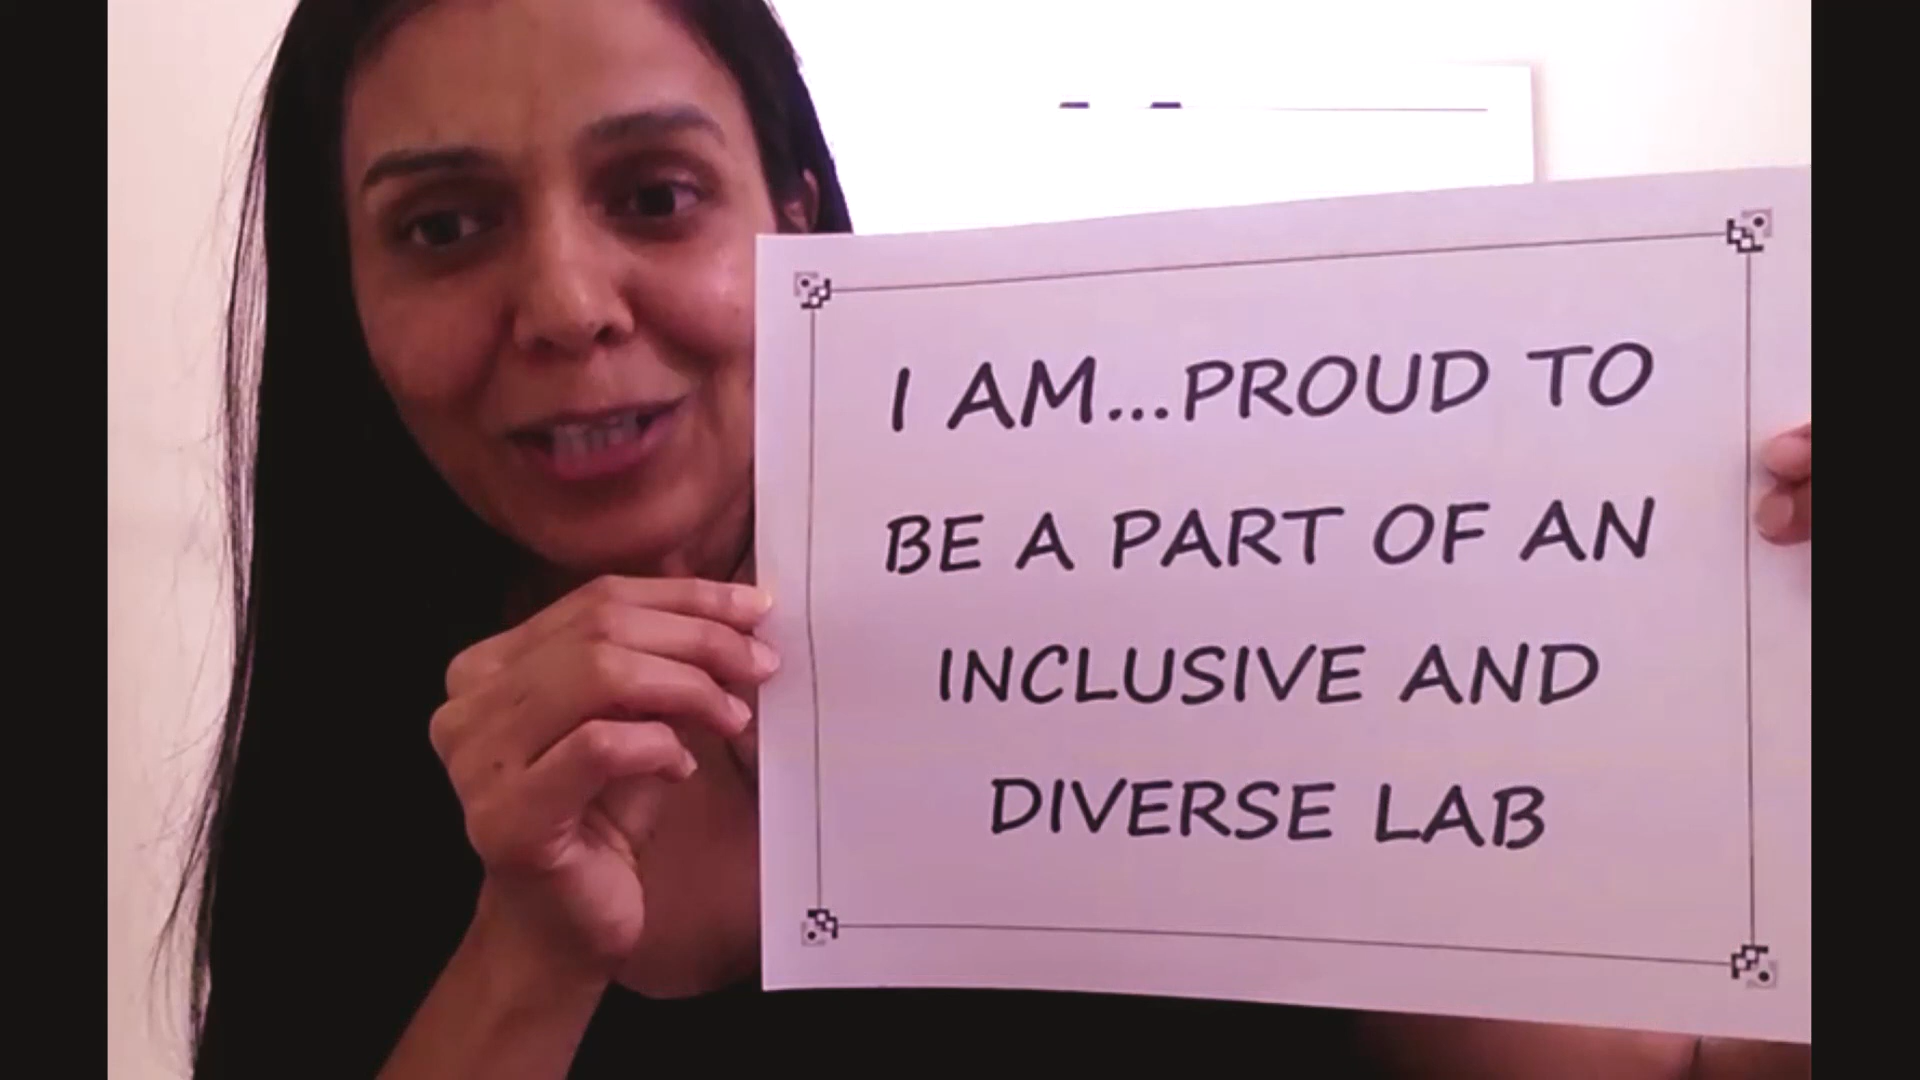 I AM...PROUD TO
BE A PART OF AN
INCLUSIVE AND
DIVERSE LAB